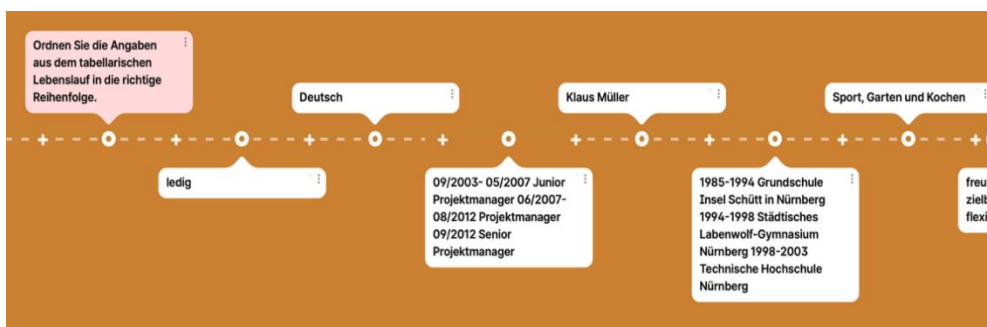 Ordnen Sie die Angaben
aus dem tabellarischen
Lebenslauf in die richtige
Reihenfolge.
ledig
Deutsch
09/2003- 05/2007 Junior
Projektmanager 06/2007-
08/2012 Projektmanager
09/2012 Senior
Projektmanager
Klaus Müller
1985-1994 Grundschule
Insel Schütt in Nürnberg
1994-1998 Städtisches
Labenwolf-Gymnasium
Nürnberg 1998-2003
Technische Hochschule
Nürnberg
Sport, Garten und Kochen